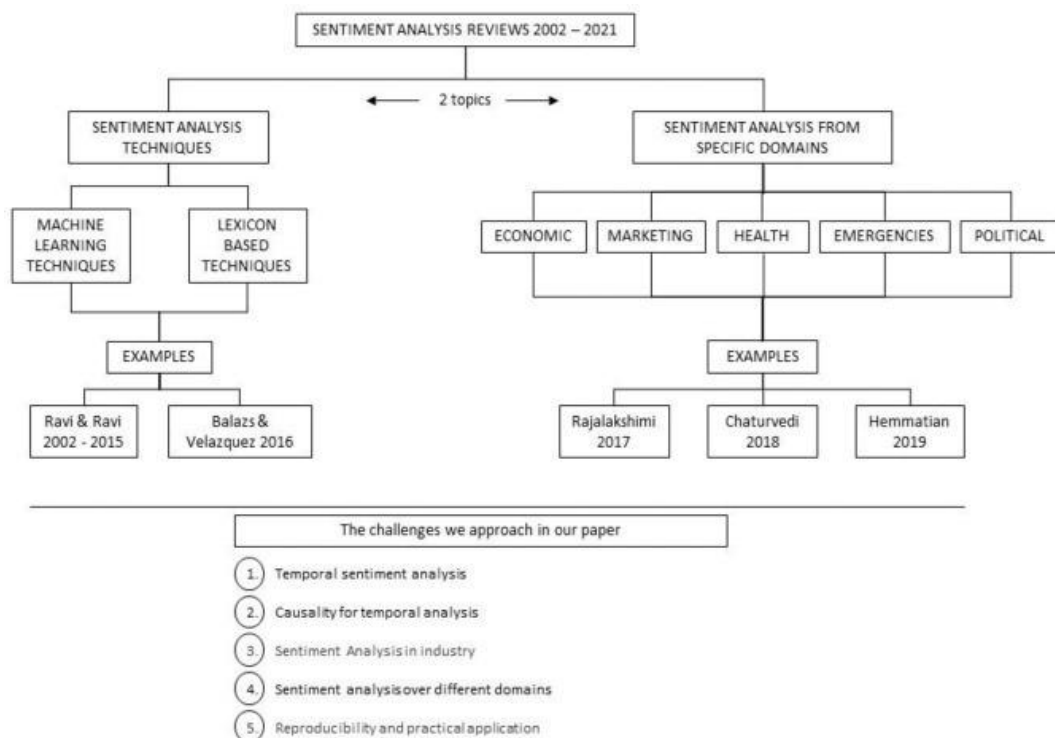 SENTIMENT ANALYSIS REVIEWS 2002 – 2021
2 topics
SENTIMENT ANALYSIS
TECHNIQUES
SENTIMENT ANALYSIS FROM
SPECIFIC DOMAINS
MACHINE
LEARNING
TECHNIQUES
LEXICON
BASED
TECHNIQUES
ECONOMIC
MARKETING
HEALTH
EMERGENCIES
POLITICAL
EXAMPLES
EXAMPLES
Ravi & Ravi
2002 - 2015
Balazs &
Velazquez 2016
Rajalakshimi
2017
Chaturvedi
2018
Hemmatian
2019
The challenges we approach in our paper
1. Temporal sentiment analysis
2. Causality for temporal analysis
3. Sentiment Analysis in industry
4. Sentiment analysisover different domains
5. Reproducibility and practical application